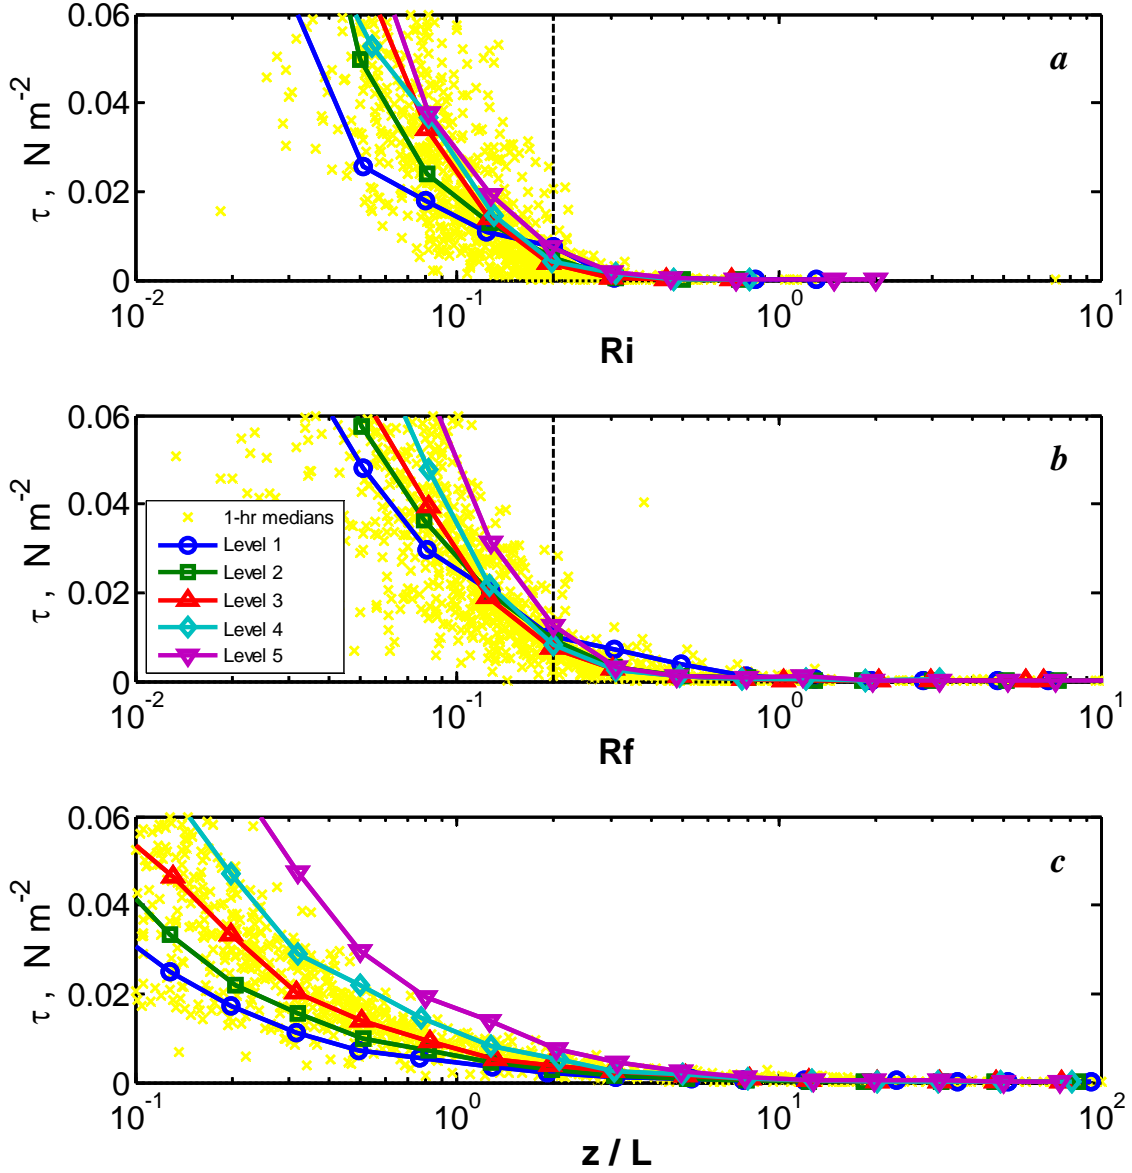 a
0.06
0.04
0.02
0
τ , N m-2
10-2
10-1
100
101
Ri
b
0.06
0.04
0.02
0
τ , N m-2
1-hr medians
Level 1
Level 2
Level 3
Level 4
Level 5
10-2
10-1
100
101
Rf
c
0.06
0.04
0.02
0
τ , N m-2
10-1
100
101
102
z / L